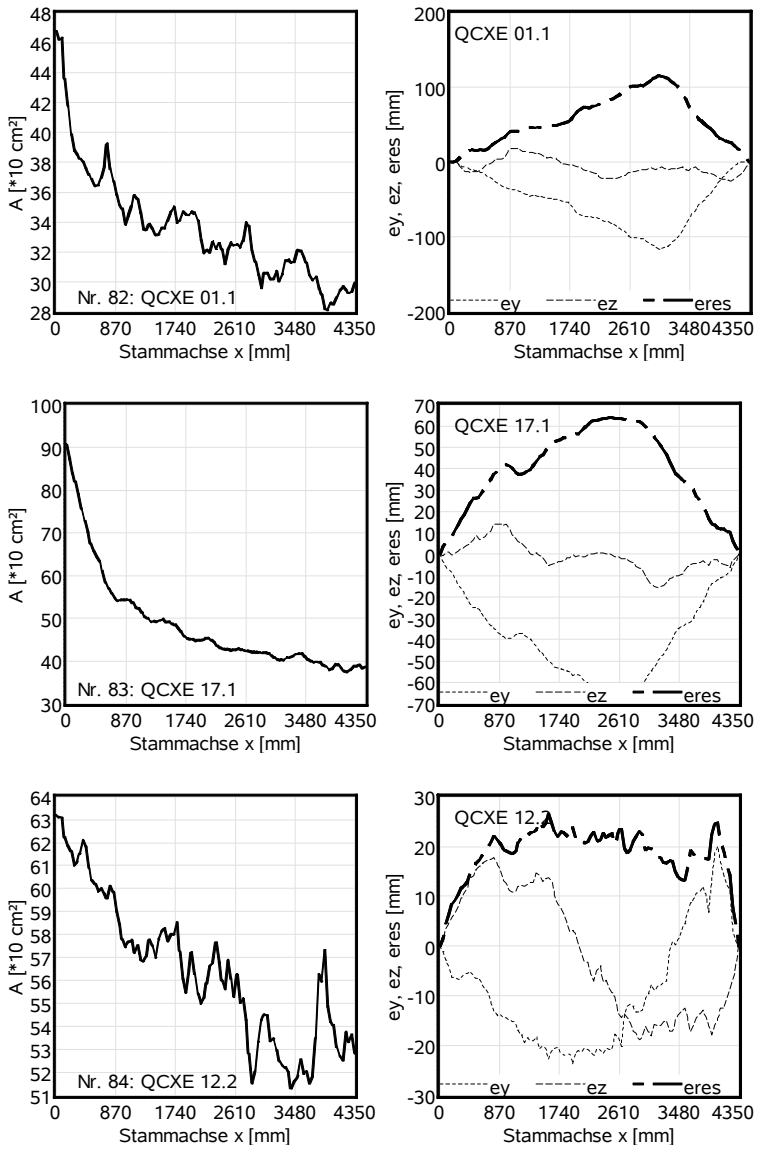 48
46
44
42
40
38
36
34
32
30
28
A [*10 cm²]
Nr. 82: QCXE 01.1
0 870 1740 2610 3480 4350
Stammachse x [mm]
200
100
0
-100
-200
ey, ez, eres [mm]
QCXE 01.1
ey ez eres
0 870 1740 2610 3480 4350
Stammachse x [mm]
100
90
80
70
60
50
40
30
A [*10 cm²]
Nr. 83: QCXE 17.1
0 870 1740 2610 3480 4350
Stammachse x [mm]
70
60
50
40
30
20
10
0
-10
-20
-30
-40
-50
-60
-70
ey, ez, eres [mm]
QCXE 17.1
ey ez eres
0 870 1740 2610 3480 4350
Stammachse x [mm]
64
63
62
61
60
59
58
57
56
55
54
53
52
51
A [*10 cm²]
Nr. 84: QCXE 12.2
0 870 1740 2610 3480 4350
Stammachse x [mm]
30
20
10
0
-10
-20
-30
ey, ez, eres [mm]
QCXE 12.2
ey ez eres
0 870 1740 2610 3480 4350
Stammachse x [mm]